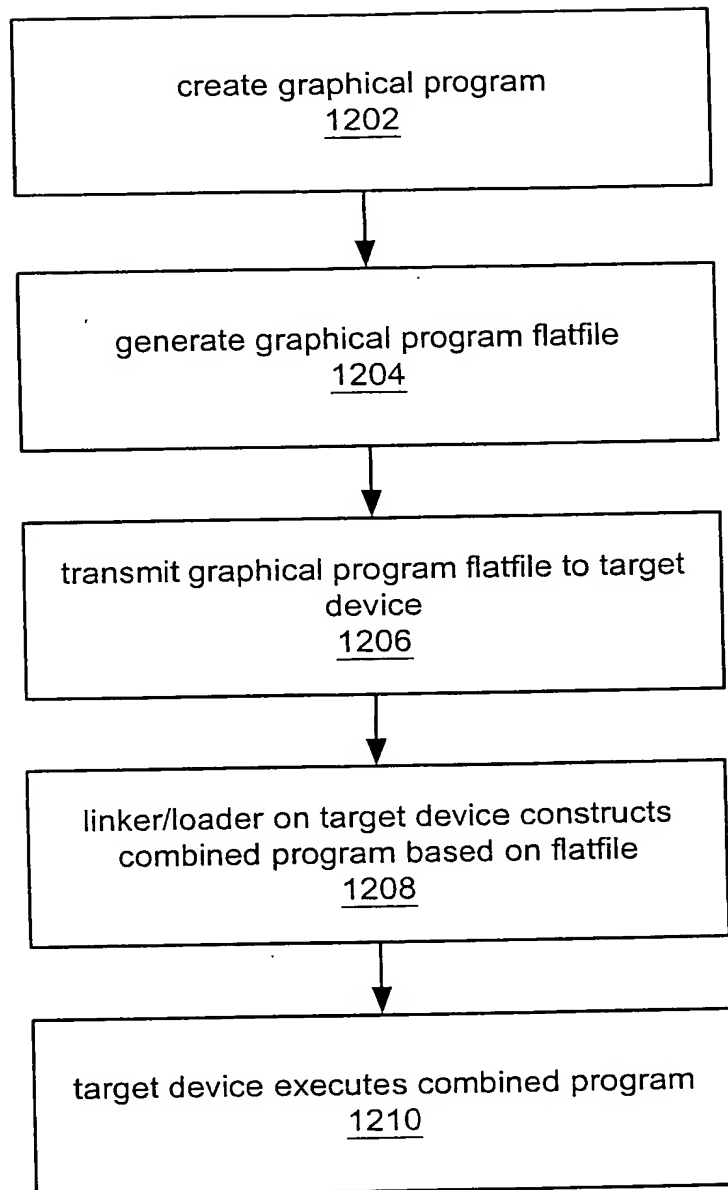 create graphical program
1202
generate graphical program flatfile
1204
transmit graphical program flatfile to target
device
1206
linker/loader on target device constructs
combined program based on flatfile
1208
target device executes combined program
1210